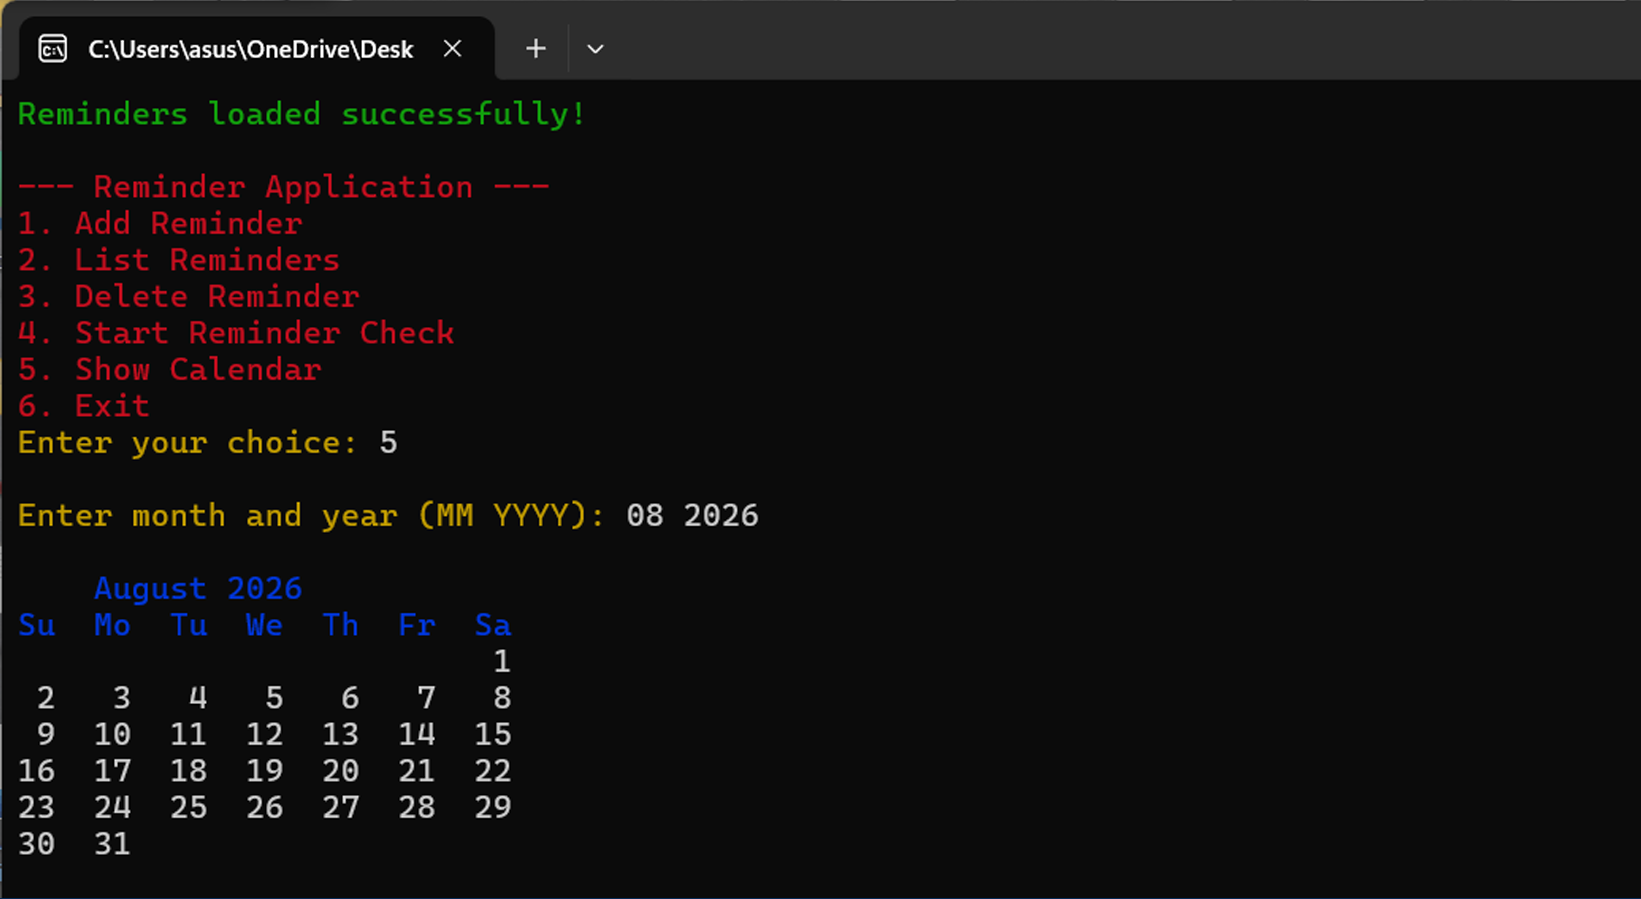 C:\Users\asus\OneDrive\Desk
Reminders loaded successfully!
--- Reminder Application ---
1. Add Reminder
2. List Reminders
3. Delete Reminder
4. Start Reminder Check
5. Show Calendar
6. Exit
Enter your choice: 5
Enter month and year (MM YYYY): 08 2026
August 2026
Su Mo Tu We Th Fr Sa
1
2 3 4 5 6 7 8
9 10 11 12 13 14 15
16 17 18 19 20 21 22
23 24 25 26 27 28 29
30 31